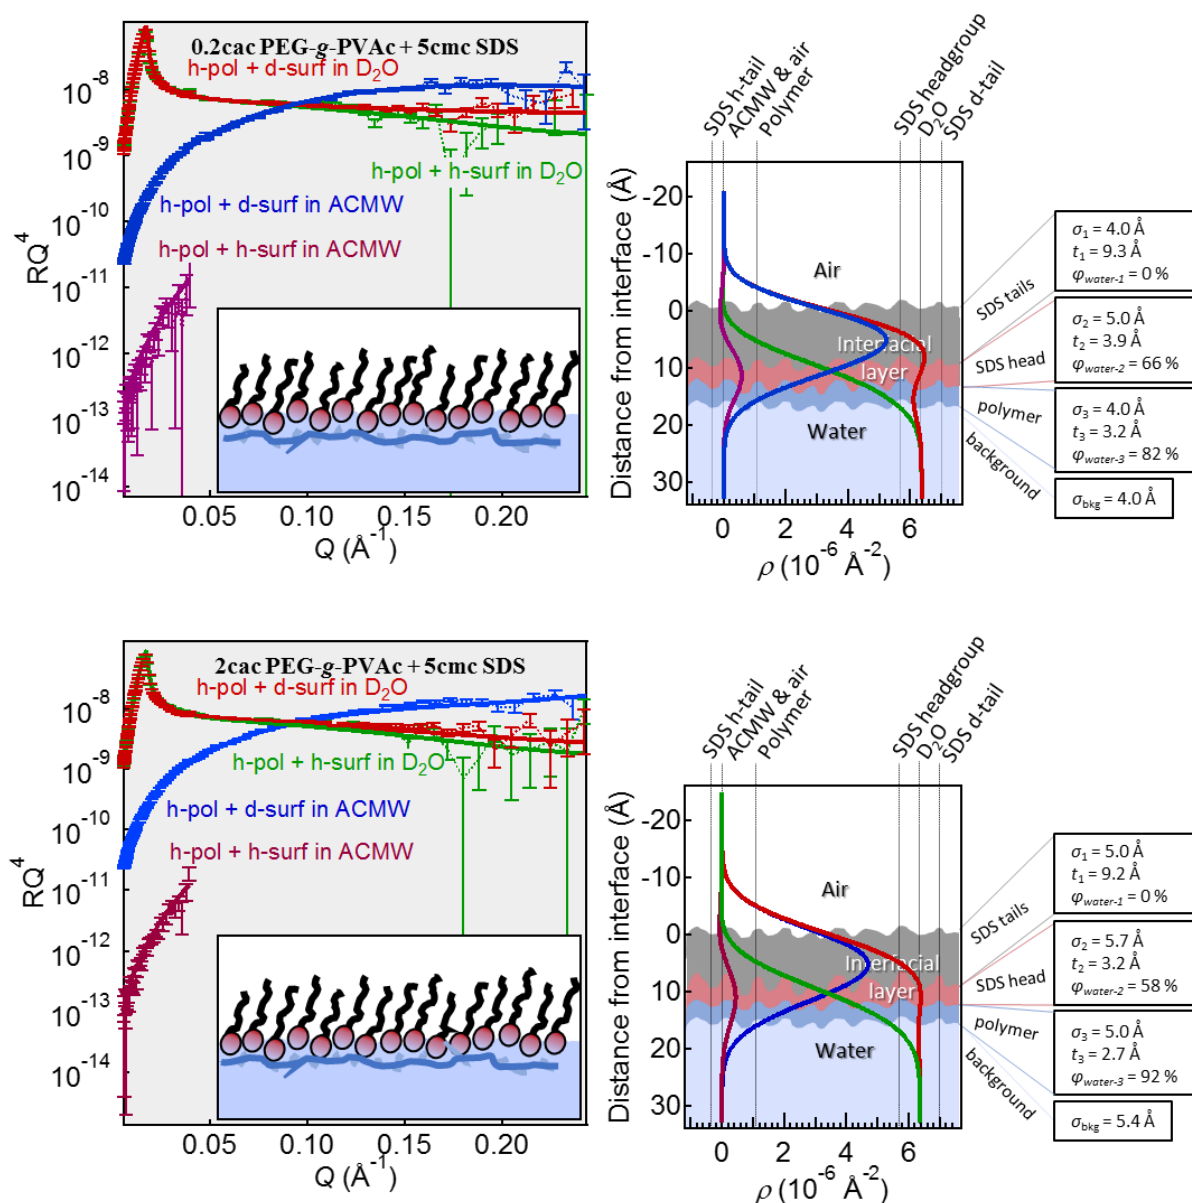 0.2cac PEG-g-PVAc + 5cmc SDS
h-pol + d-surf in D₂O
h-pol + h-surf in D₂O
h-pol + d-surf in ACMW
h-pol + h-surf in ACMW
RQ⁴
10⁻⁸
10⁻⁹
10⁻¹⁰
10⁻¹¹
10⁻¹²
10⁻¹³
10⁻¹⁴
0.05
0.10
0.15
0.20
Q (Å⁻¹)
SDS h-tail
ACMW & air
Polymer
SDS headgroup
D₂O
SDS d-tail
Distance from interface (Å)
-20
-10
0
10
20
30
Air
Interfacial
layer
Water
0
2
4
6
ρ (10⁻⁶ Å⁻²)
SDS tails
SDS head
polymer
background
σ₁ = 4.0 Å
t₁ = 9.3 Å
φwater-1 = 0 %
σ₂ = 5.0 Å
t₂ = 3.9 Å
φwater-2 = 66 %
σ₃ = 4.0 Å
t₃ = 3.2 Å
φwater-3 = 82 %
σbkg = 4.0 Å
2cac PEG-g-PVAc + 5cmc SDS
h-pol + d-surf in D₂O
h-pol + h-surf in D₂O
h-pol + d-surf in ACMW
h-pol + h-surf in ACMW
RQ⁴
10⁻⁸
10⁻⁹
10⁻¹⁰
10⁻¹¹
10⁻¹²
10⁻¹³
10⁻¹⁴
0.05
0.10
0.15
0.20
Q (Å⁻¹)
SDS h-tail
ACMW & air
Polymer
SDS headgroup
D₂O
SDS d-tail
Distance from interface (Å)
-20
-10
0
10
20
30
Air
Interfacial
layer
Water
0
2
4
6
ρ (10⁻⁶ Å⁻²)
SDS tails
SDS head
polymer
background
σ₁ = 5.0 Å
t₁ = 9.2 Å
φwater-1 = 0 %
σ₂ = 5.7 Å
t₂ = 3.2 Å
φwater-2 = 58 %
σ₃ = 5.0 Å
t₃ = 2.7 Å
φwater-3 = 92 %
σbkg = 5.4 Å